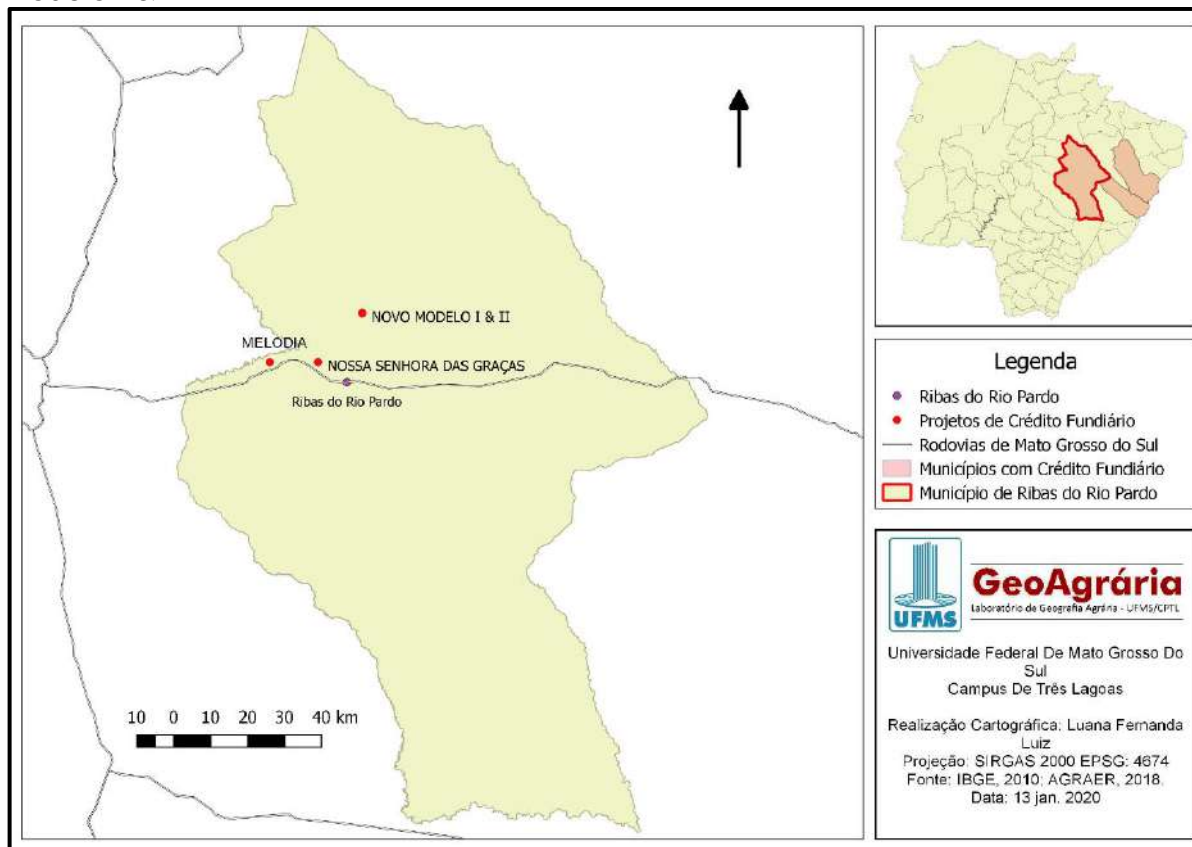 NOVO MODELO I & II
MELODIA
NOSSA SENHORA DAS GRAÇAS
Ribas do Rio Pardo
10 0 10 20 30 40 km
Legenda
Ribas do Rio Pardo
Projetos de Crédito Fundiário
Rodovias de Mato Grosso do Sul
Municípios com Crédito Fundiário
Município de Ribas do Rio Pardo
UFMS
GeoAgrária
Laboratório de Geografia Agrária - UFMS/CPTL
Universidade Federal De Mato Grosso Do
Sul
Campus De Três Lagoas
Realização Cartográfica: Luana Fernanda
Luiz
Projeção: SIRGAS 2000 EPSG: 4674
Fonte: IBGE, 2010; AGRAER, 2018.
Data: 13 jan. 2020